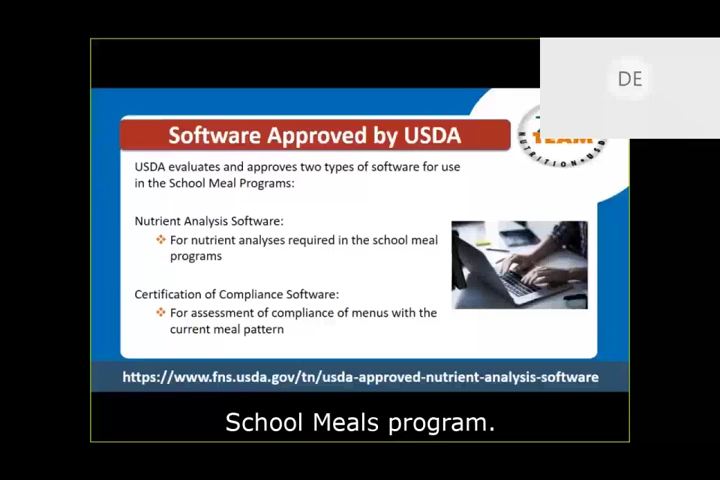 DE
Software Approved by USDA
TEAM
NUTRITION • USD
USDA evaluates and approves two types of software for use
in the School Meal Programs:
Nutrient Analysis Software:
❖ For nutrient analyses required in the school meal
programs
Certification of Compliance Software:
❖ For assessment of compliance of menus with the
current meal pattern
https://www.fns.usda.gov/tn/usda-approved-nutrient-analysis-software
School Meals program.